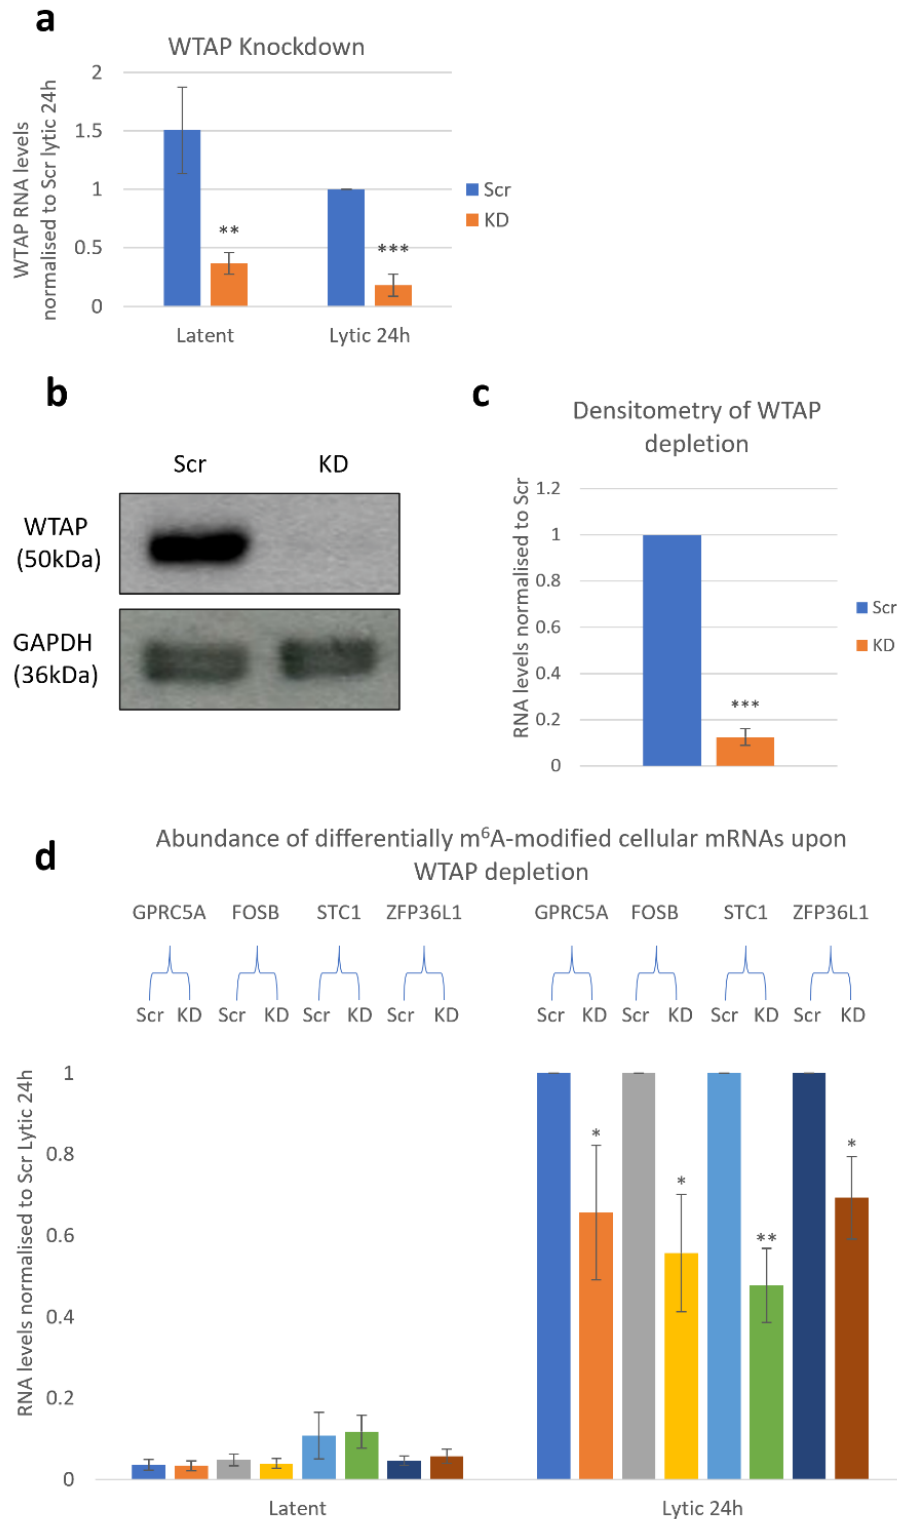 a
WTAP Knockdown
WTAP RNA levels
normalised to Scr lytic 24h
2
1.5
1
0.5
0
**
***
Latent
Lytic 24h
Scr
KD
b
Scr KD
WTAP
(50kDa)
GAPDH
(36kDa)
c
Densitometry of WTAP
depletion
RNA levels normalised to Scr
1.2
1
0.8
0.6
0.4
0.2
0
***
Scr
KD
d
Abundance of differentially m⁶A-modified cellular mRNAs upon
WTAP depletion
GPRC5A FOSB STC1 ZFP36L1 GPRC5A FOSB STC1 ZFP36L1
Scr KD Scr KD Scr KD Scr KD Scr KD Scr KD Scr KD Scr KD
RNA levels normalised to Scr Lytic 24h
1
0.8
0.6
0.4
0.2
0
*
*
**
*
Latent
Lytic 24h